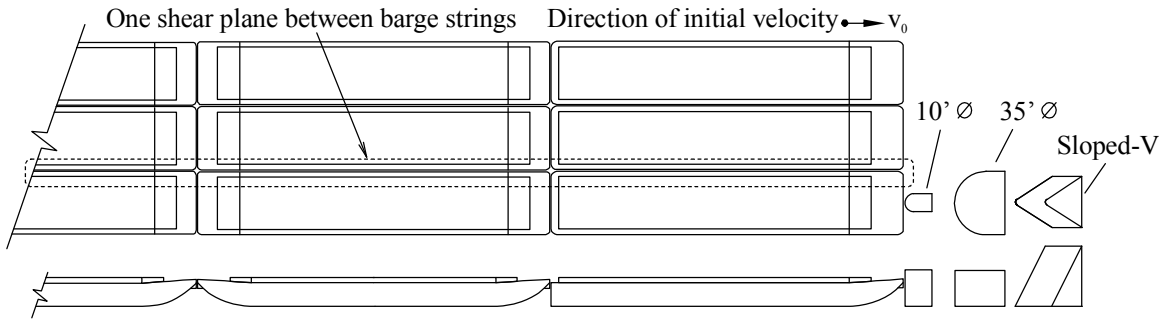 One shear plane between barge strings
Direction of initial velocity v₀
10’ ∅
35’ ∅
Sloped-V